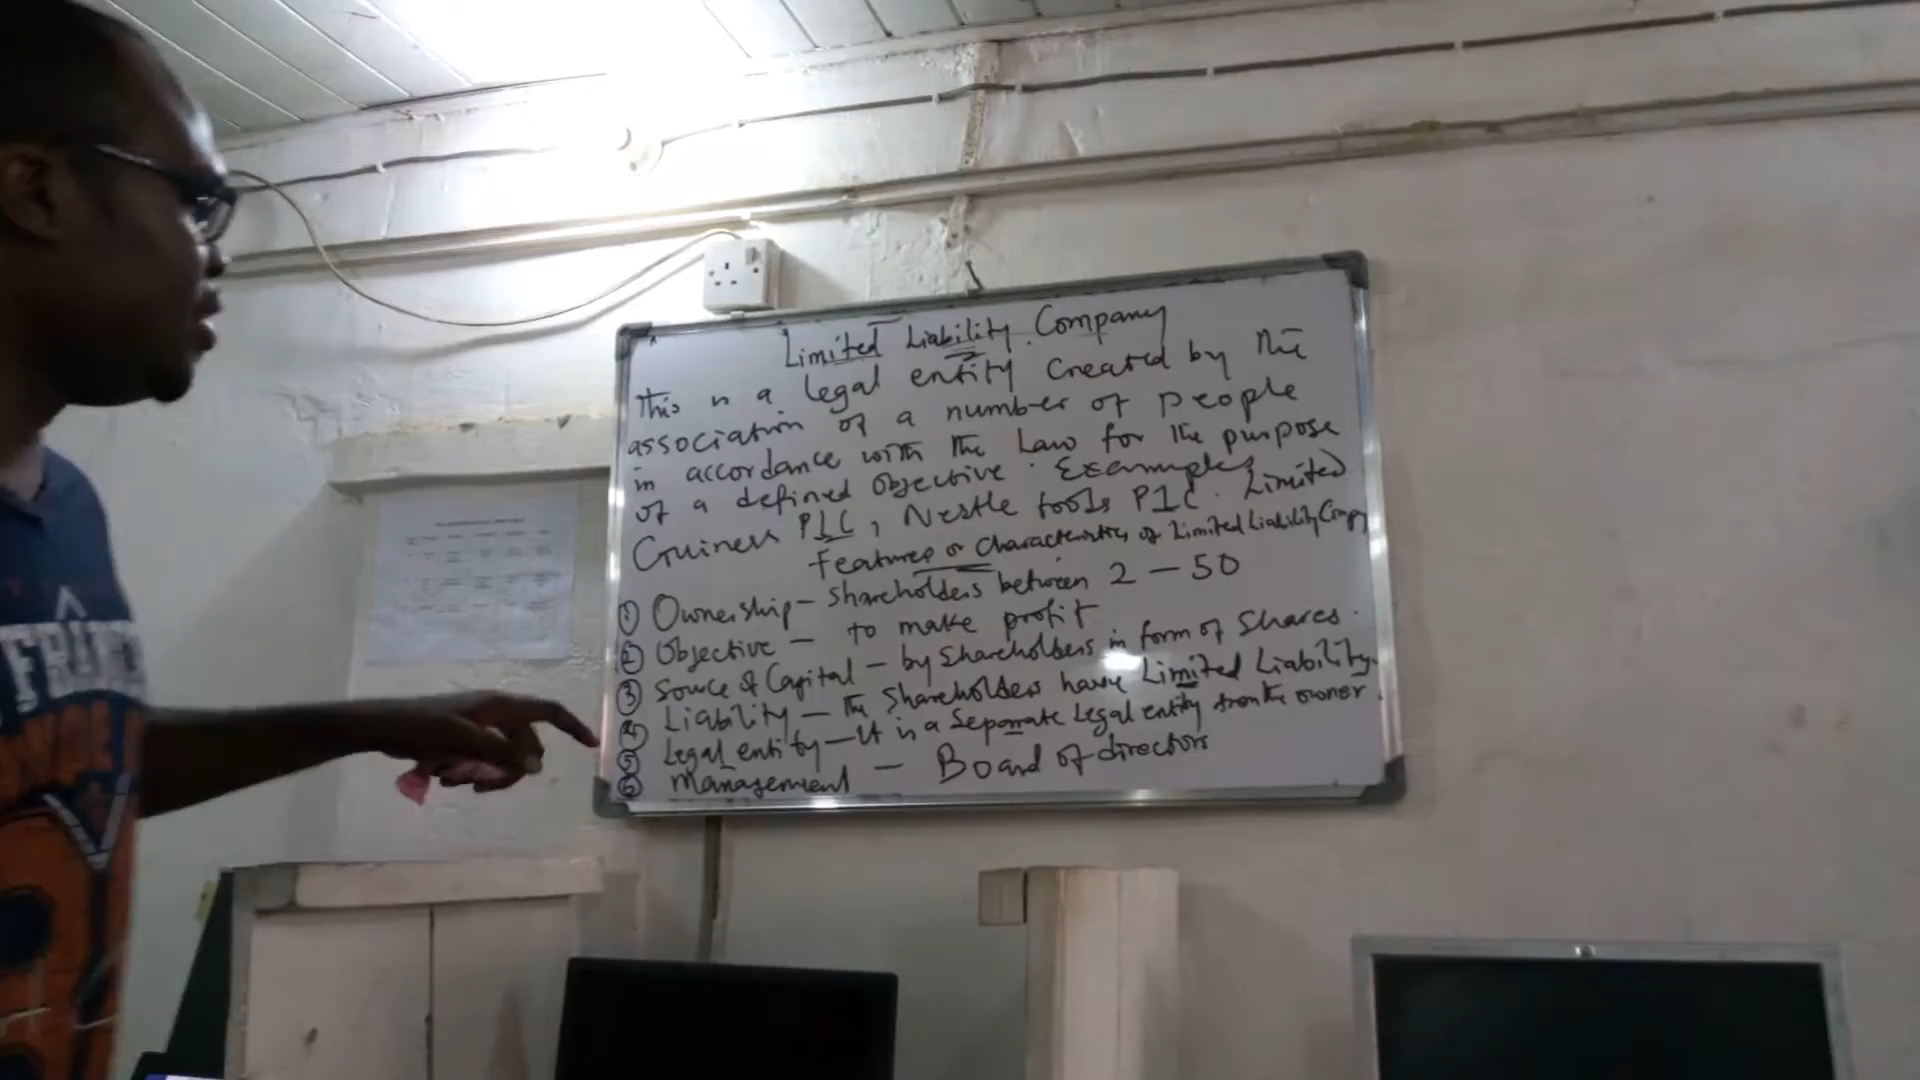 Limited Liability Company
This is a legal entity created by the
association of a number of people
in accordance with the Law for the purpose
of a defined objective. Examples
Guiness PLC, Nestle foods PLC. Limited
Features or Characteristics of Limited Liability Company
① Ownership – Shareholders between 2 – 50
② Objective – to make profit
③ Source of Capital – by Shareholders in form of Shares.
④ Liability – the Shareholders have Limited Liability.
⑤ Legal entity – It is a Separate Legal entity from the owner.
⑥ Management – Board of directors
FRANC